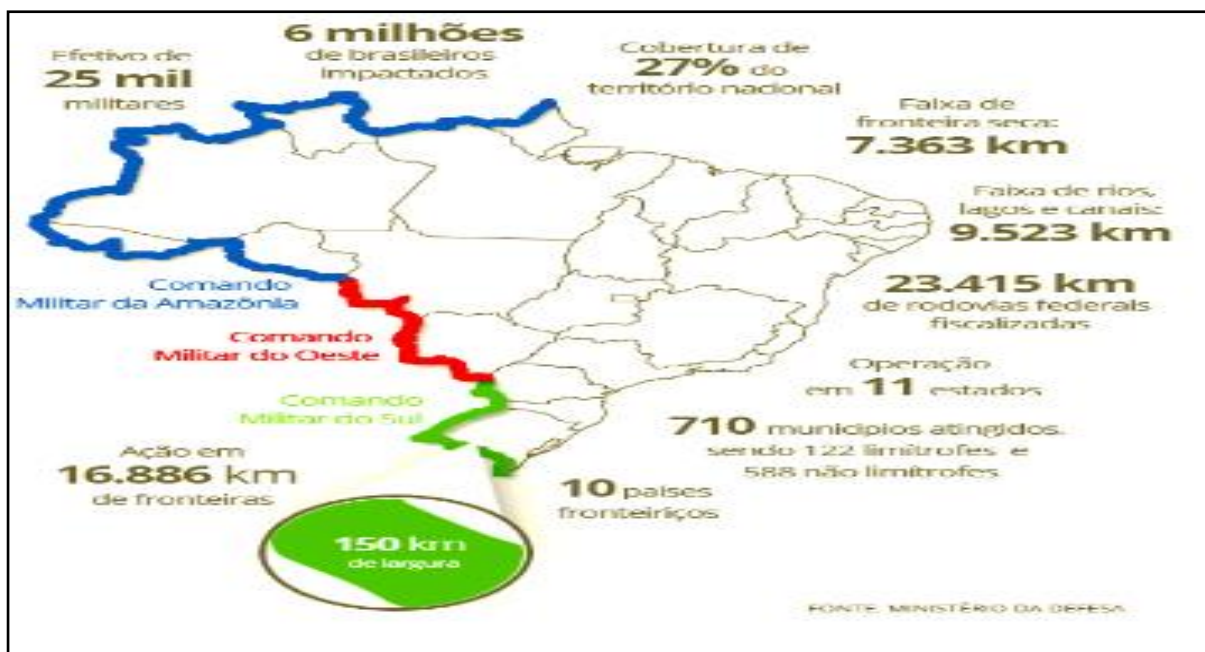 Efetivo de
25 mil
militares
6 milhões
de brasileiros
impactados
Cobertura de
27% do
território nacional
Faixa de
fronteira seca:
7.363 km
Faixa de rios,
lagos e canais:
9.523 km
23.415 km
de rodovias federais
fiscalizadas
Comando
Militar da Amazônia
Comando
Militar do Oeste
Comando
Militar do Sul
Operação
em 11 estados
710 municípios atingidos.
sendo 122 limítrofes e
588 não limítrofes
Ação em
16.886 km
de fronteiras
10 países
fronteiriços
150 km
de largura
FONTE: MINISTÉRIO DA DEFESA